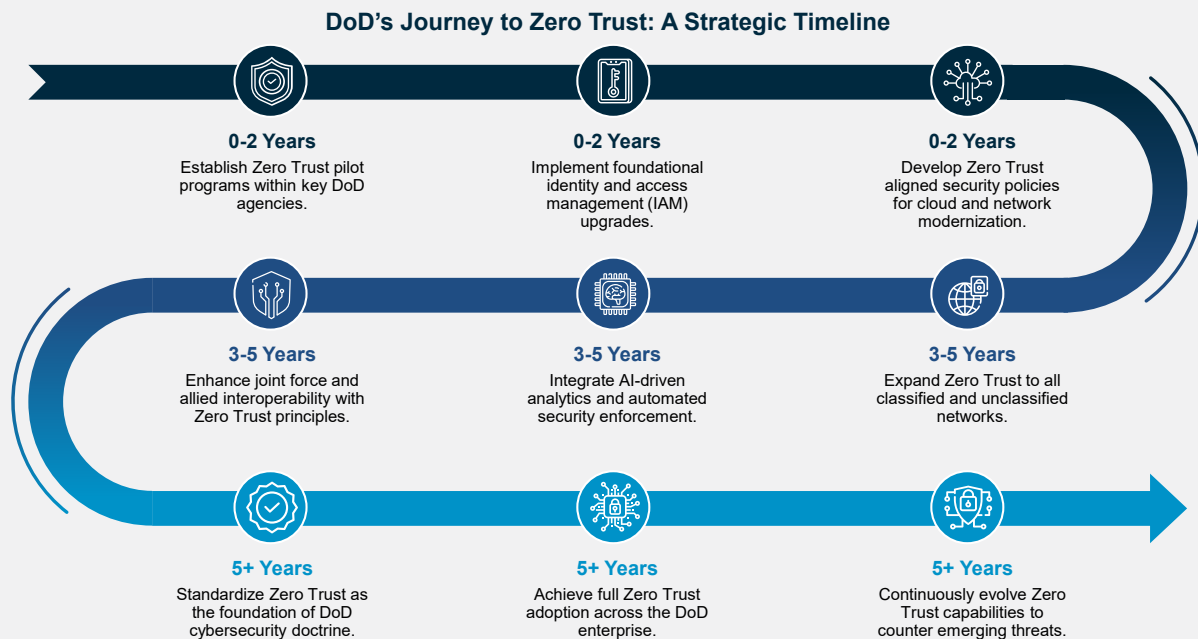 DoD's Journey to Zero Trust: A Strategic Timeline
0-2 Years
Establish Zero Trust pilot
programs within key DoD
agencies.
0-2 Years
Implement foundational
identity and access
management (IAM)
upgrades.
0-2 Years
Develop Zero Trust
aligned security policies
for cloud and network
modernization.
3-5 Years
Enhance joint force and
allied interoperability with
Zero Trust principles.
3-5 Years
Integrate AI-driven
analytics and automated
security enforcement.
3-5 Years
Expand Zero Trust to all
classified and unclassified
networks.
5+ Years
Standardize Zero Trust as
the foundation of DoD
cybersecurity doctrine.
5+ Years
Achieve full Zero Trust
adoption across the DoD
enterprise.
5+ Years
Continuously evolve Zero
Trust capabilities to
counter emerging threats.